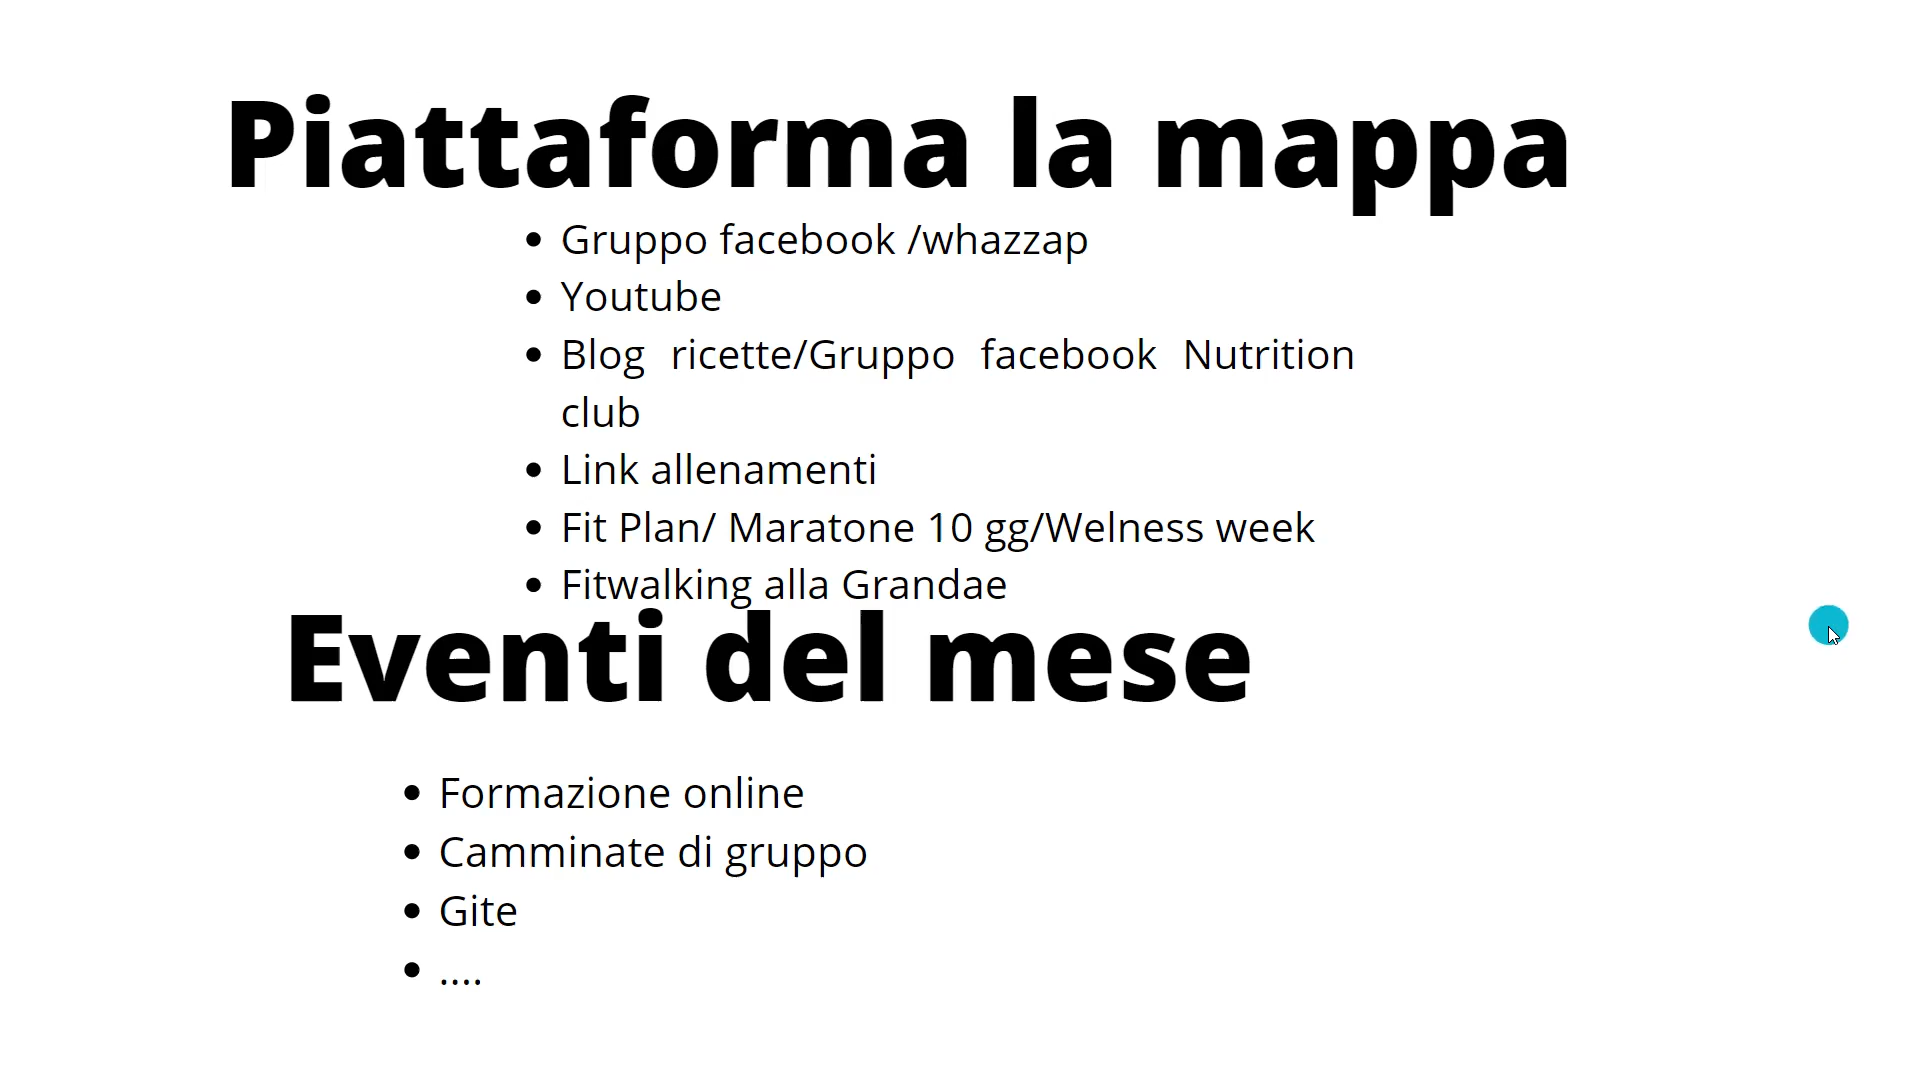 Piattaforma la mappa
• Gruppo facebook /whazzap
• Youtube
• Blog ricette/Gruppo facebook Nutrition
club
• Link allenamenti
• Fit Plan/ Maratone 10 gg/Welness week
• Fitwalking alla Grandae
Eventi del mese
• Formazione online
• Camminate di gruppo
• Gite
• ....